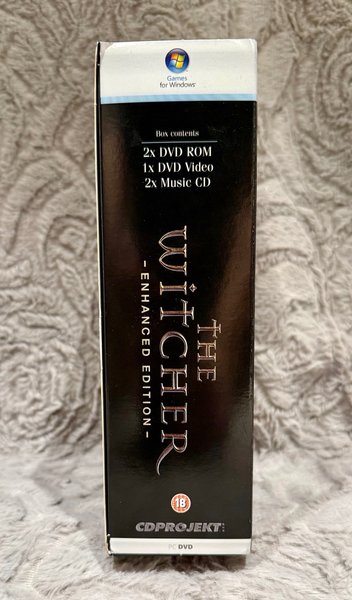 Games
for Windows
Box contents
2x DVD ROM
1x DVD Video
2x Music CD
THE
WITCHER
– ENHANCED EDITION –
18
CDPROJEKT
PC DVD